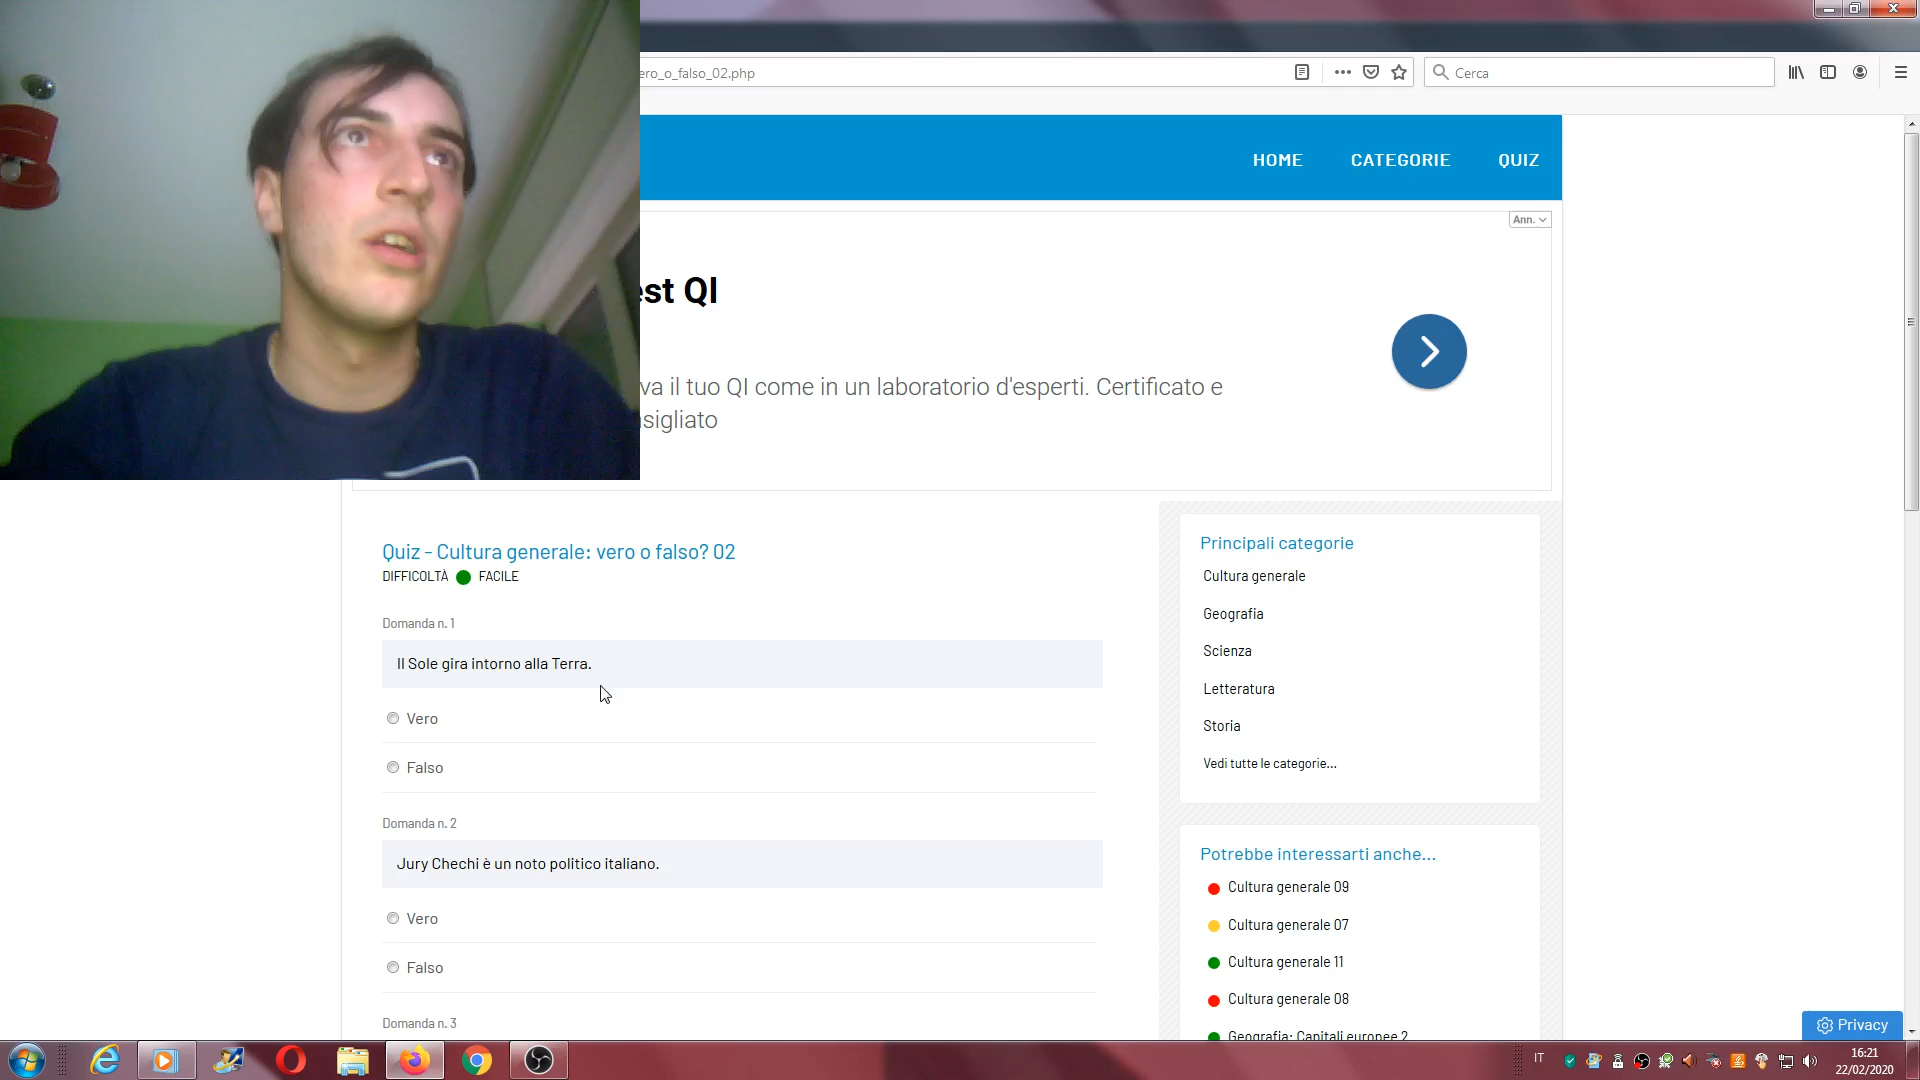 ero_o_falso_02.php
Cerca
HOME
CATEGORIE
QUIZ
Ann.
est QI
va il tuo QI come in un laboratorio d'esperti. Certificato e
nsigliato
Quiz - Cultura generale: vero o falso? 02
DIFFICOLTÀ FACILE
Domanda n. 1
Il Sole gira intorno alla Terra.
Vero
Falso
Domanda n. 2
Jury Chechi è un noto politico italiano.
Vero
Falso
Domanda n. 3
Principali categorie
Cultura generale
Geografia
Scienza
Letteratura
Storia
Vedi tutte le categorie...
Potrebbe interessarti anche...
Cultura generale 09
Cultura generale 07
Cultura generale 11
Cultura generale 08
Geografia: Capitali europee 2
Privacy
IT
16:21
22/02/2020